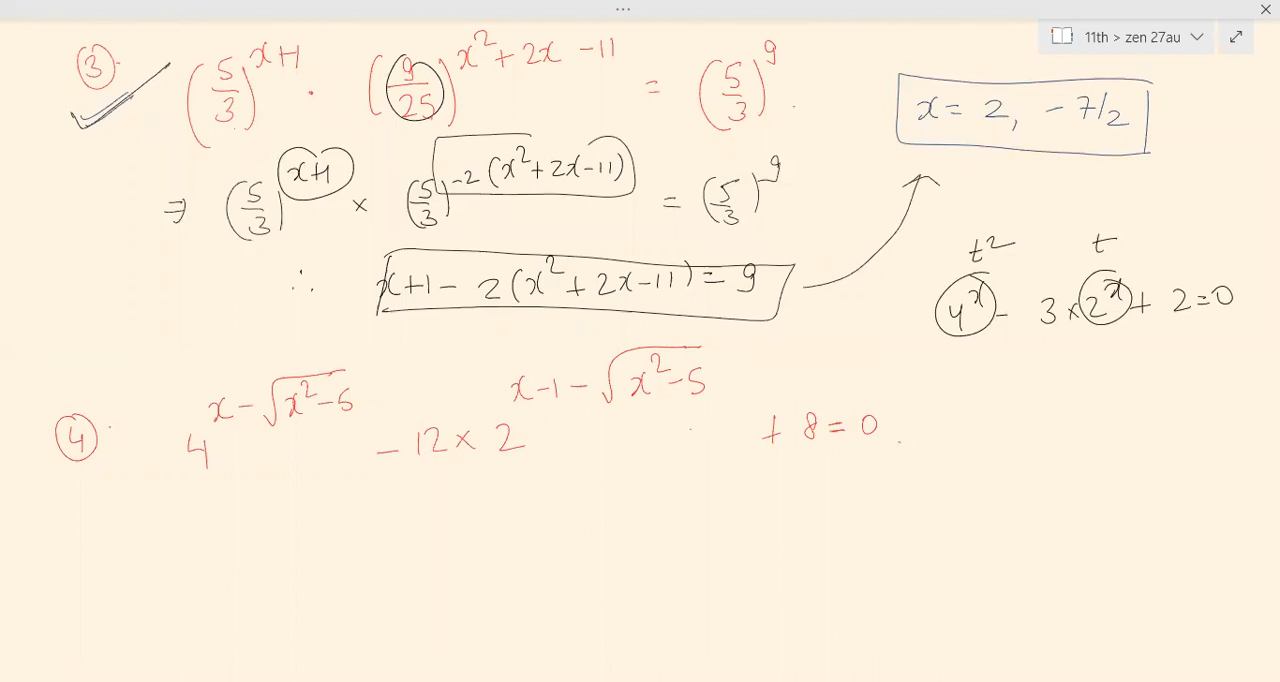 ...
11th > zen 27au
③ (5/3)^(x+1) · (9/25)^(x²+2x-11) = (5/3)^9
x = 2, -7/2
⇒ (5/3)^(x+1) × (5/3)^(-2(x²+2x-11)) = (5/3)^9
∴ x+1 - 2(x²+2x-11) = 9
t² t
4^x - 3×2^x + 2=0
④ 4^(x-√(x²-5)) - 12×2^(x-1-√(x²-5)) + 8=0